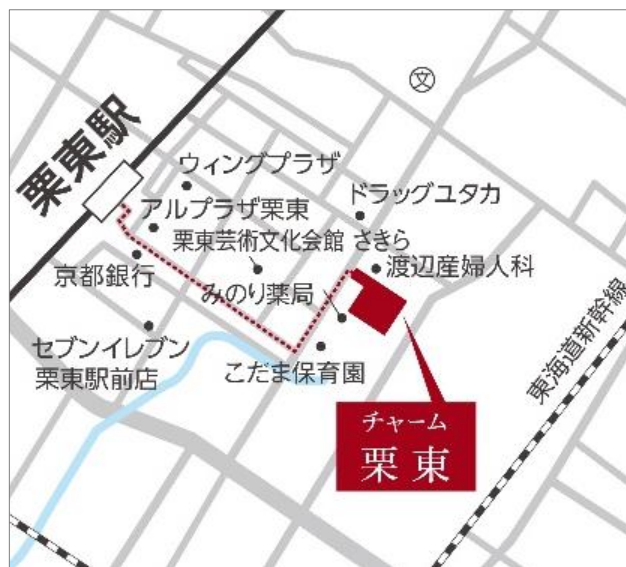 文
栗東駅
ウィングプラザ
アルプラザ栗東
ドラッグユタカ
栗東芸術文化会館 さきら
京都銀行
渡辺産婦人科
みのり薬局
セブンイレブン
栗東駅前店
こだま保育園
東海道新幹線
チャーム
栗東